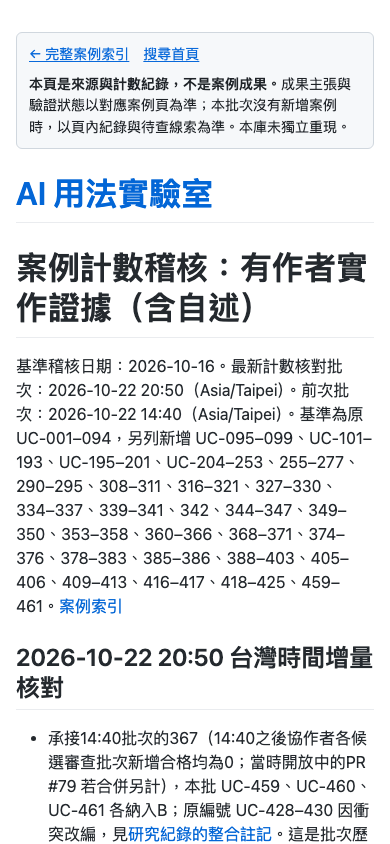 ← 完整案例索引 搜尋首頁
本頁是來源與計數紀錄，不是案例成果。成果主張與
驗證狀態以對應案例頁為準；本批次沒有新增案例
時，以頁內紀錄與待查線索為準。本庫未獨立重現。
AI 用法實驗室
案例計數稽核：有作者實
作證據（含自述）
基準稽核日期：2026-10-16。最新計數核對批
次：2026-10-22 20:50（Asia/Taipei）。前次批
次：2026-10-22 14:40（Asia/Taipei）。基準為原
UC-001–094，另列新增 UC-095–099、UC-101–
193、UC-195–201、UC-204–253、255–277、
290–295、308–311、316–321、327–330、
334–337、339–341、342、344–347、349–
350、353–358、360–366、368–371、374–
376、378–383、385–386、388–403、405–
406、409–413、416–417、418–425、459–
461。案例索引
2026-10-22 20:50 台灣時間增量
核對
• 承接14:40批次的367（14:40之後協作者各候
選審查批次新增合格均為0；當時開放中的PR
#79 若合併另計），本批 UC-459、UC-460、
UC-461 各納入B；原編號 UC-428–430 因衝
突改編，見研究紀錄的整合註記。這是批次歷